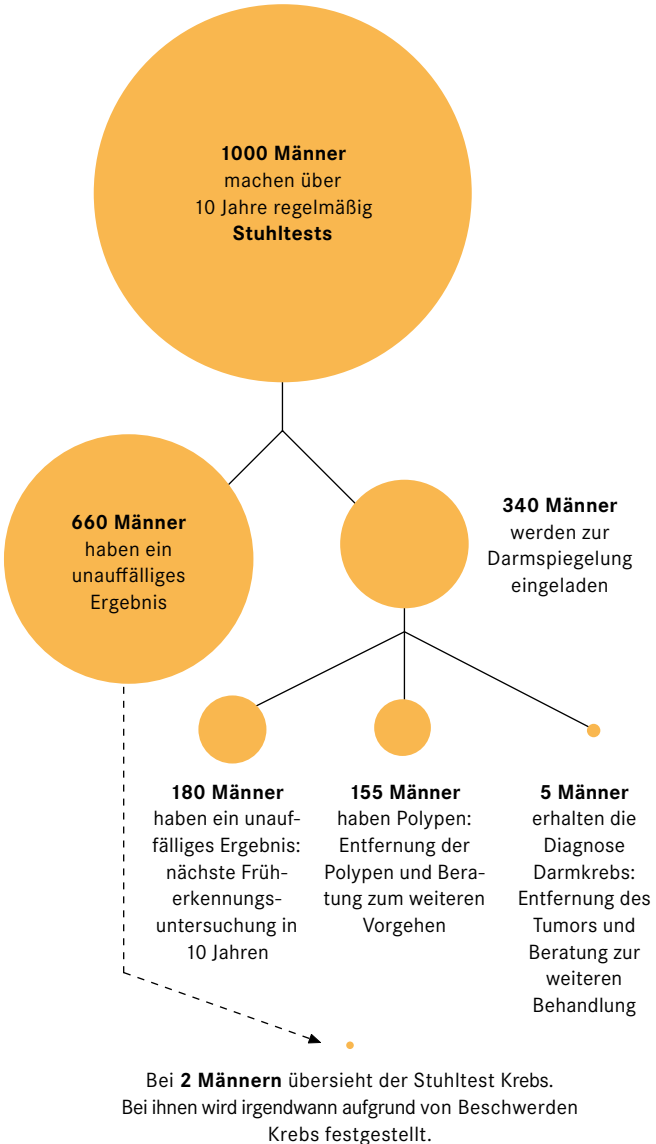 1000 Männer
machen über
10 Jahre regelmäßig
Stuhltests
660 Männer
haben ein
unauffälliges
Ergebnis
340 Männer
werden zur
Darmspiegelung
eingeladen
180 Männer
haben ein unauf-
fälliges Ergebnis:
nächste Früh-
erkennungs-
untersuchung in
10 Jahren
155 Männer
haben Polypen:
Entfernung der
Polypen und Bera-
tung zum weiteren
Vorgehen
5 Männer
erhalten die
Diagnose
Darmkrebs:
Entfernung des
Tumors und
Beratung zur
weiteren
Behandlung
Bei 2 Männern übersieht der Stuhltest Krebs.
Bei ihnen wird irgendwann aufgrund von Beschwerden
Krebs festgestellt.